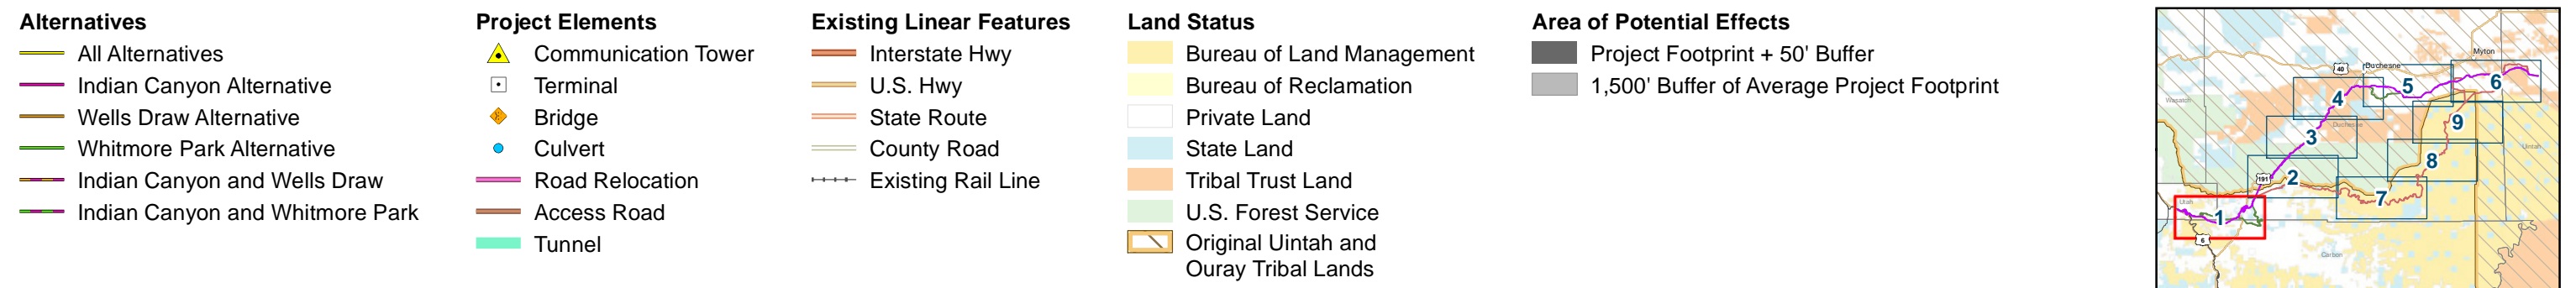 Alternatives
All Alternatives
Indian Canyon Alternative
Wells Draw Alternative
Whitmore Park Alternative
Indian Canyon and Wells Draw
Indian Canyon and Whitmore Park
Project Elements
Communication Tower
Terminal
Bridge
Culvert
Road Relocation
Access Road
Tunnel
Existing Linear Features
Interstate Hwy
U.S. Hwy
State Route
County Road
Existing Rail Line
Land Status
Bureau of Land Management
Bureau of Reclamation
Private Land
State Land
Tribal Trust Land
U.S. Forest Service
Original Uintah and
Ouray Tribal Lands
Area of Potential Effects
Project Footprint + 50' Buffer
1,500' Buffer of Average Project Footprint
Myton
40
Duchesne
5
6
Wasatch
4
Duchesne
9
3
Uintah
8
191
2
7
Utah
1
6
Carbon